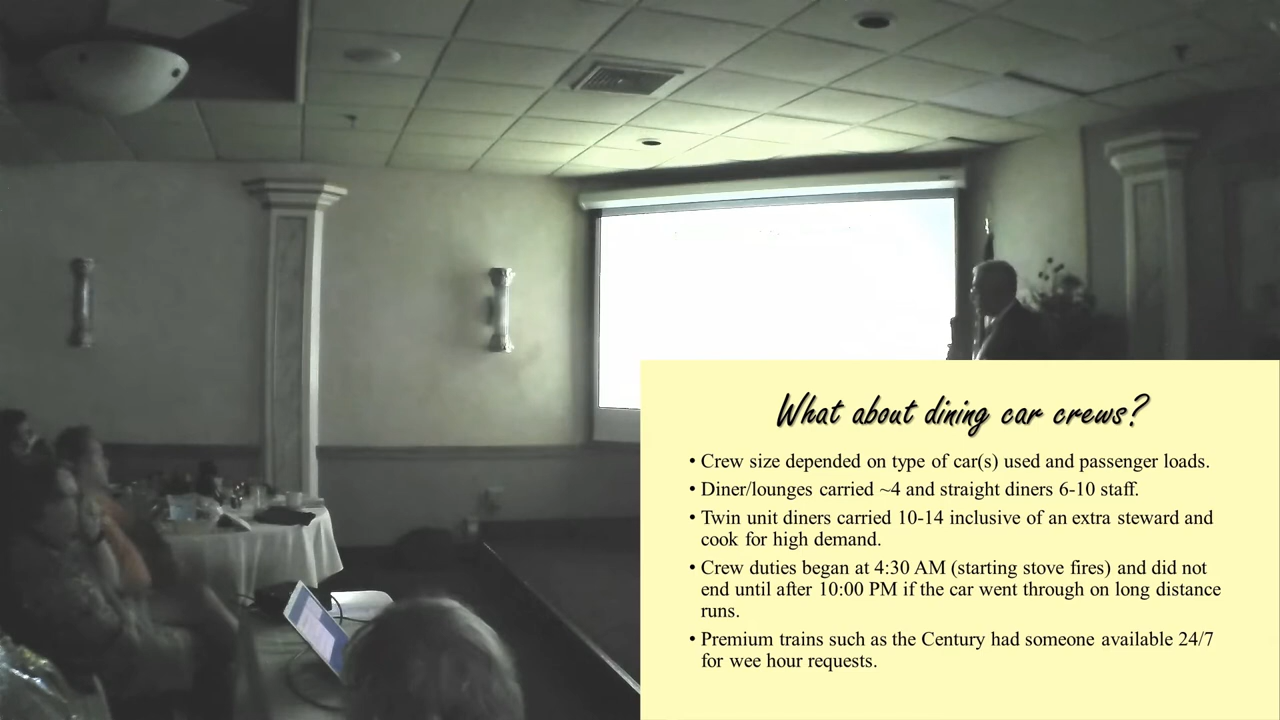 What about dining car crews?
• Crew size depended on type of car(s) used and passenger loads.
• Diner/lounges carried ~4 and straight diners 6-10 staff.
• Twin unit diners carried 10-14 inclusive of an extra steward and
cook for high demand.
• Crew duties began at 4:30 AM (starting stove fires) and did not
end until after 10:00 PM if the car went through on long distance
runs.
• Premium trains such as the Century had someone available 24/7
for wee hour requests.